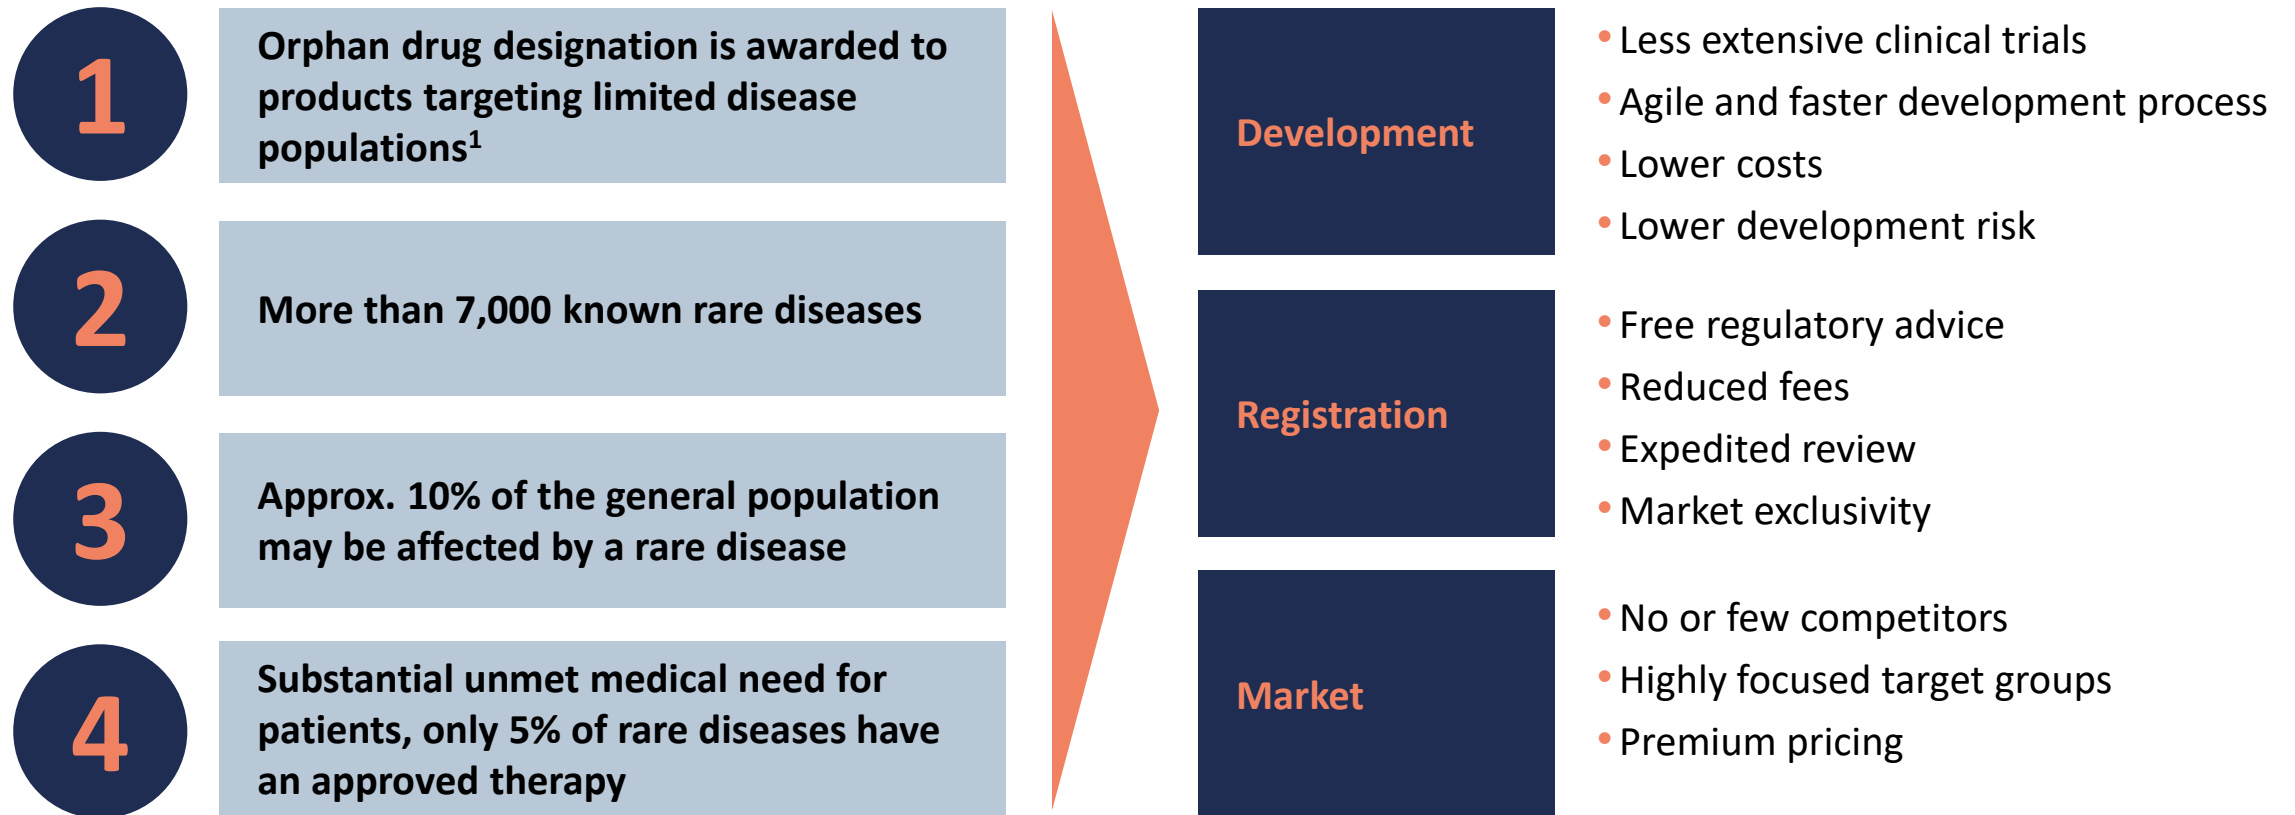 1
Orphan drug designation is awarded to
products targeting limited disease
populations1
2
More than 7,000 known rare diseases
3
Approx. 10% of the general population
may be affected by a rare disease
4
Substantial unmet medical need for
patients, only 5% of rare diseases have
an approved therapy
Development
• Less extensive clinical trials
• Agile and faster development process
• Lower costs
• Lower development risk
Registration
• Free regulatory advice
• Reduced fees
• Expedited review
• Market exclusivity
Market
• No or few competitors
• Highly focused target groups
• Premium pricing